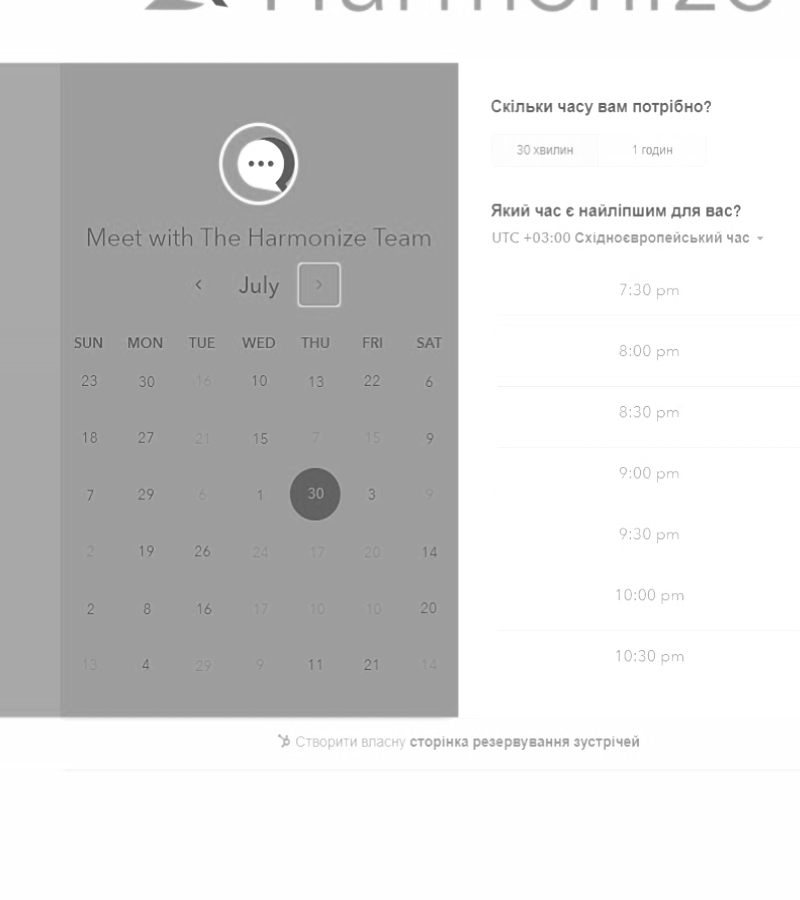 Harmonize
Скільки часу вам потрібно?
30 хвилин 1 годин
Meet with The Harmonize Team
Який час є найліпшим для вас?
UTC +03:00 Східноєвропейський час
July
SUN MON TUE WED THU FRI SAT
23 30 16 10 13 22 6
18 27 21 15 7 15 9
7 29 6 1 30 3 9
2 19 26 24 17 20 14
2 8 16 17 10 10 20
13 4 29 9 11 21 14
7:30 pm
8:00 pm
8:30 pm
9:00 pm
9:30 pm
10:00 pm
10:30 pm
Створити власну сторінка резервування зустрічей